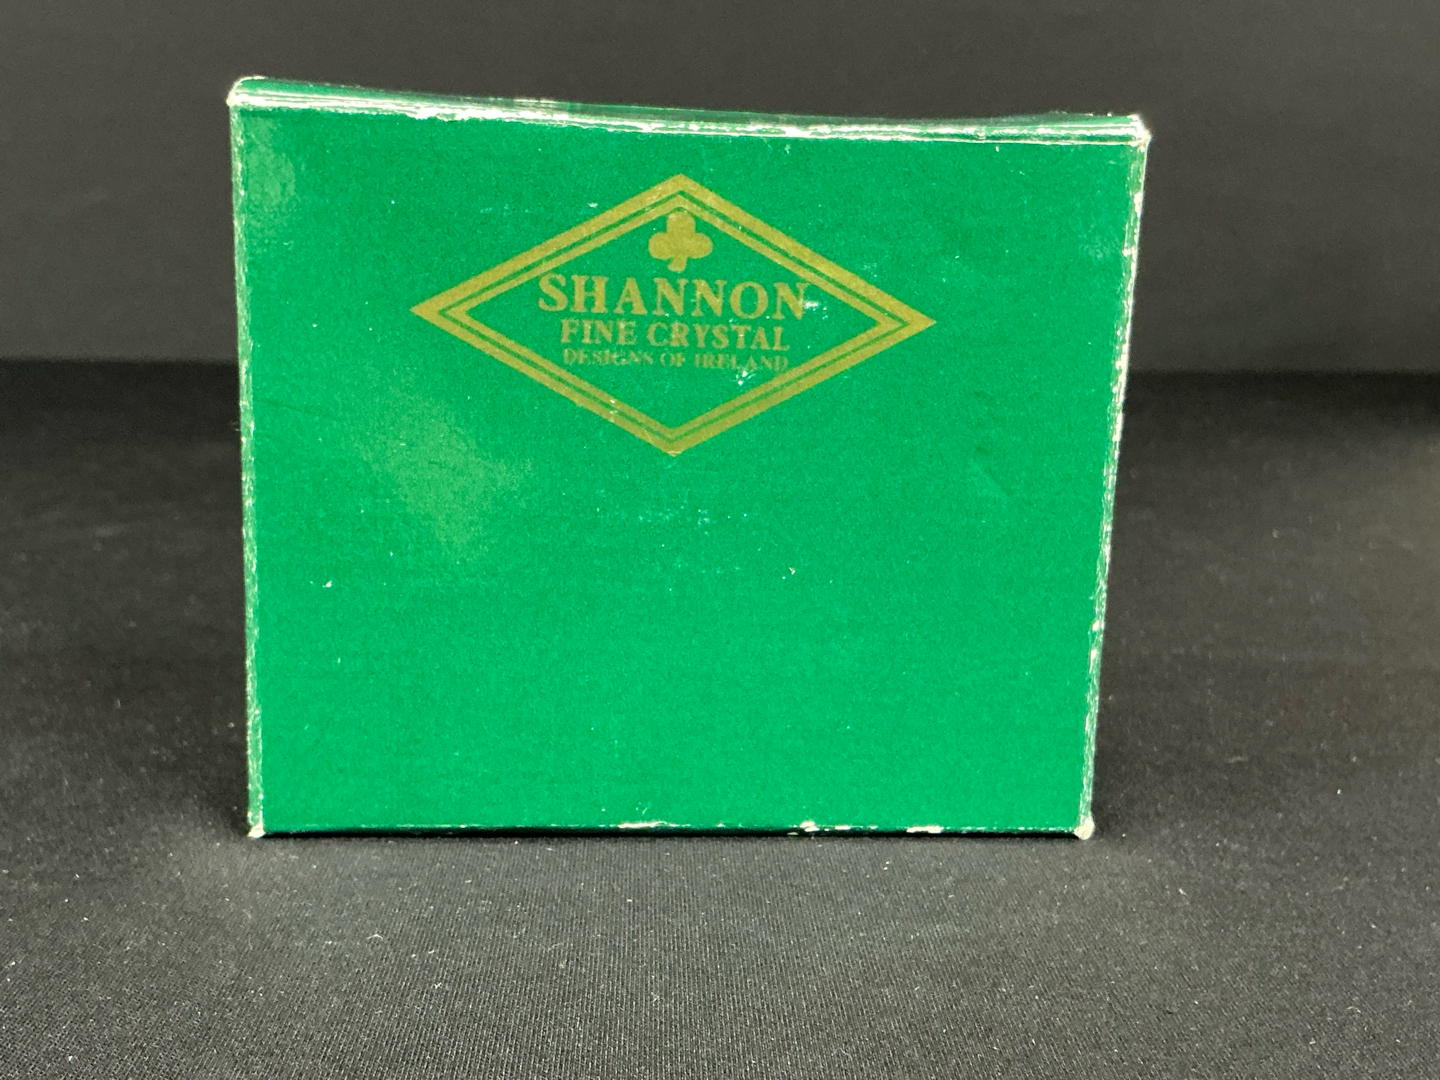 SHANNON
FINE CRYSTAL
DESIGNS OF IRELAND